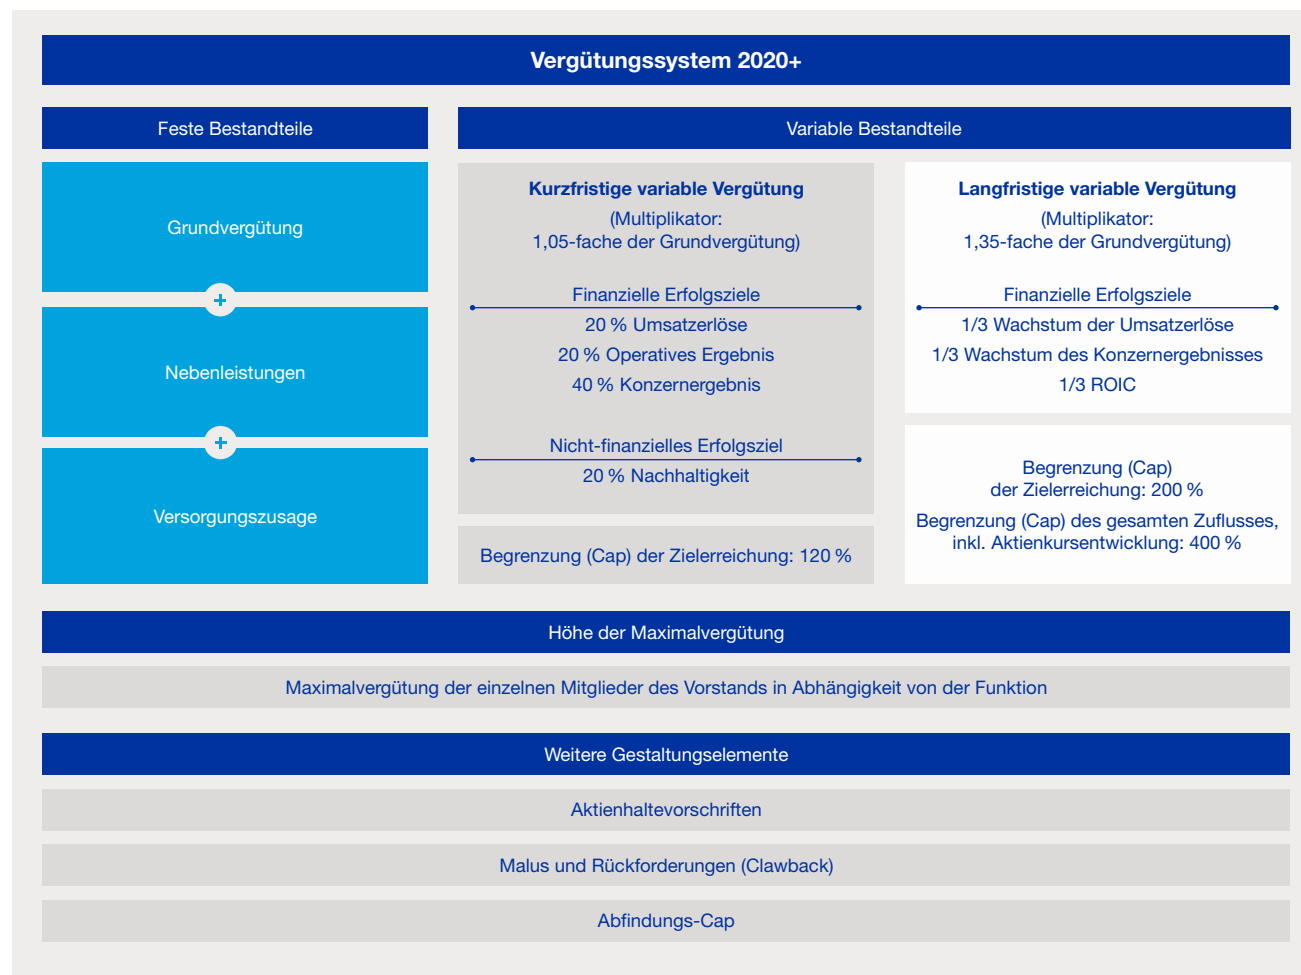 Vergütungssystem 2020+
Feste Bestandteile
Grundvergütung
+
Nebenleistungen
+
Versorgungszusage
Variable Bestandteile
Kurzfristige variable Vergütung
(Multiplikator:
1,05-fache der Grundvergütung)
Finanzielle Erfolgsziele
20 % Umsatzerlöse
20 % Operatives Ergebnis
40 % Konzernergebnis
Nicht-finanzielles Erfolgsziel
20 % Nachhaltigkeit
Begrenzung (Cap) der Zielerreichung: 120 %
Langfristige variable Vergütung
(Multiplikator:
1,35-fache der Grundvergütung)
Finanzielle Erfolgsziele
1/3 Wachstum der Umsatzerlöse
1/3 Wachstum des Konzernergebnisses
1/3 ROIC
Begrenzung (Cap)
der Zielerreichung: 200 %
Begrenzung (Cap) des gesamten Zuflusses,
inkl. Aktienkursentwicklung: 400 %
Höhe der Maximalvergütung
Maximalvergütung der einzelnen Mitglieder des Vorstands in Abhängigkeit von der Funktion
Weitere Gestaltungselemente
Aktienhaltevorschriften
Malus und Rückforderungen (Clawback)
Abfindungs-Cap